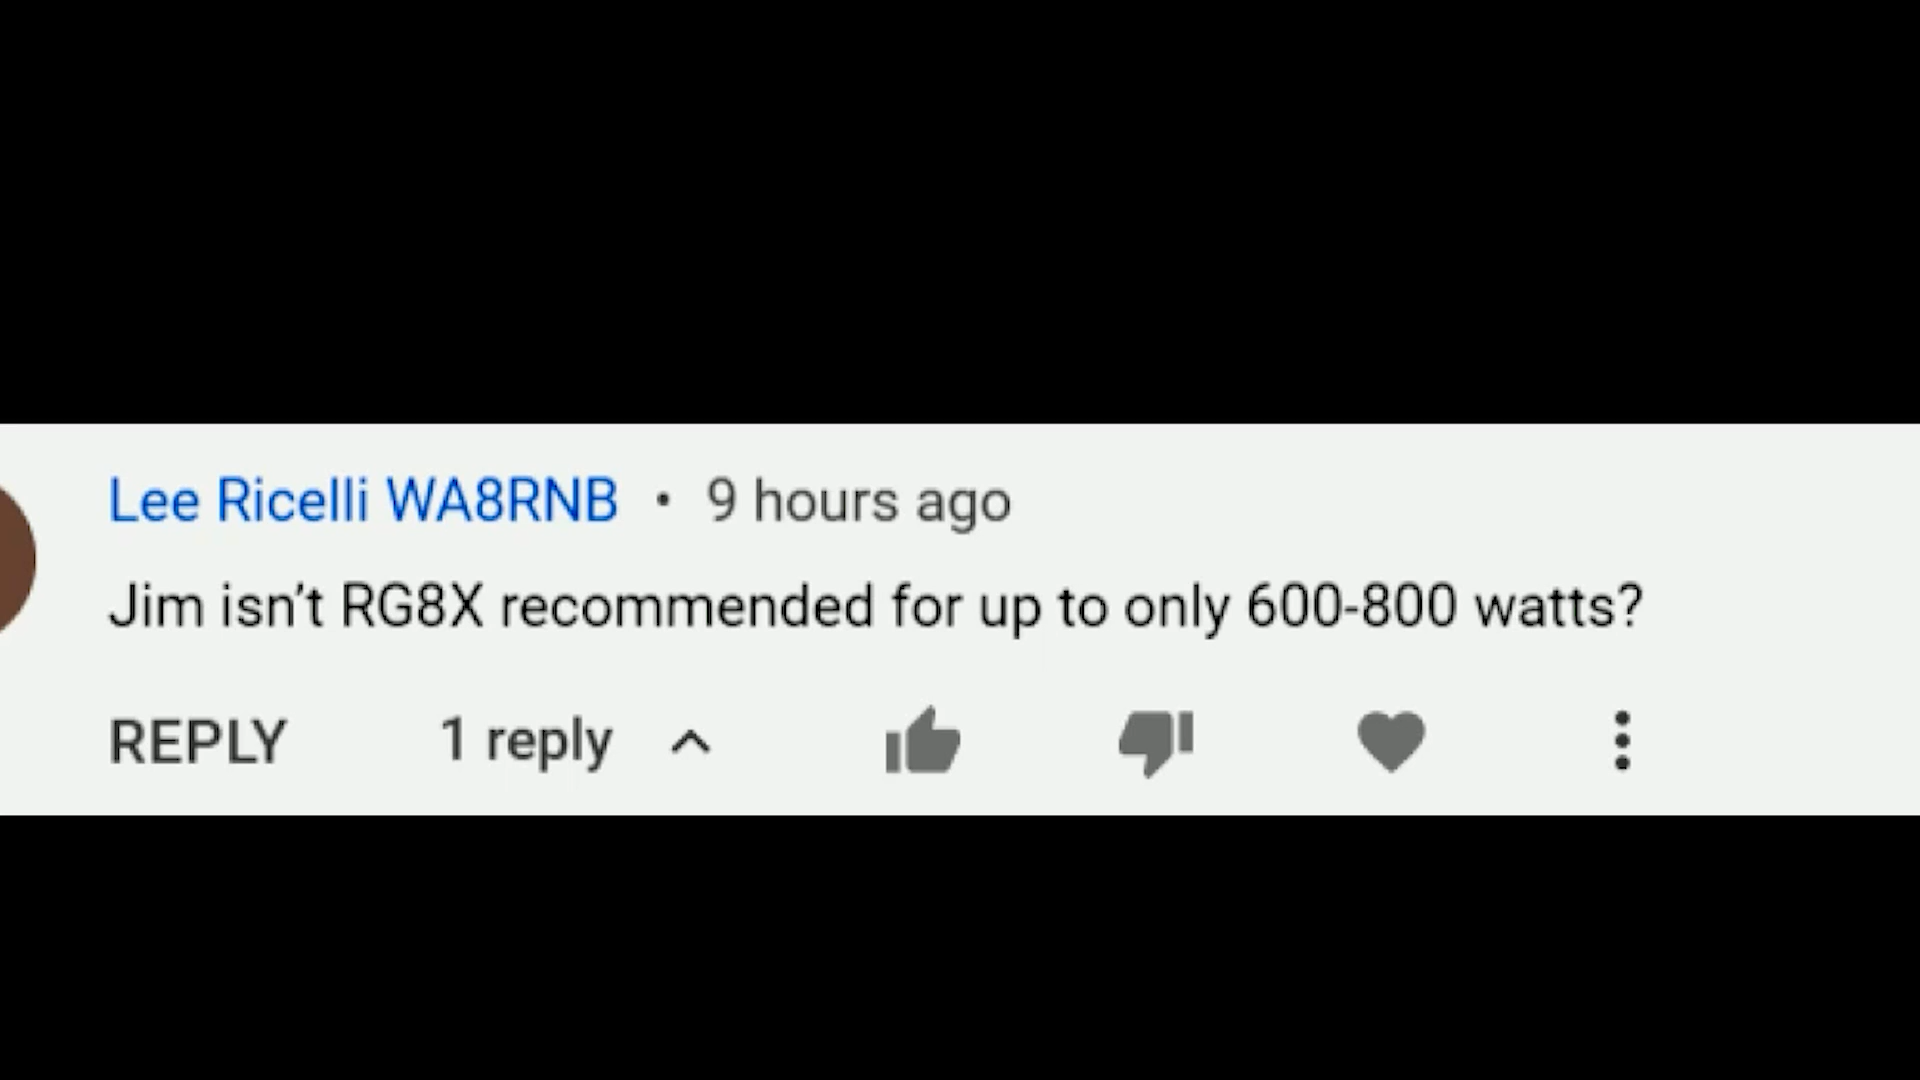 Lee Ricelli WA8RNB • 9 hours ago
Jim isn’t RG8X recommended for up to only 600-800 watts?
REPLY 1 reply